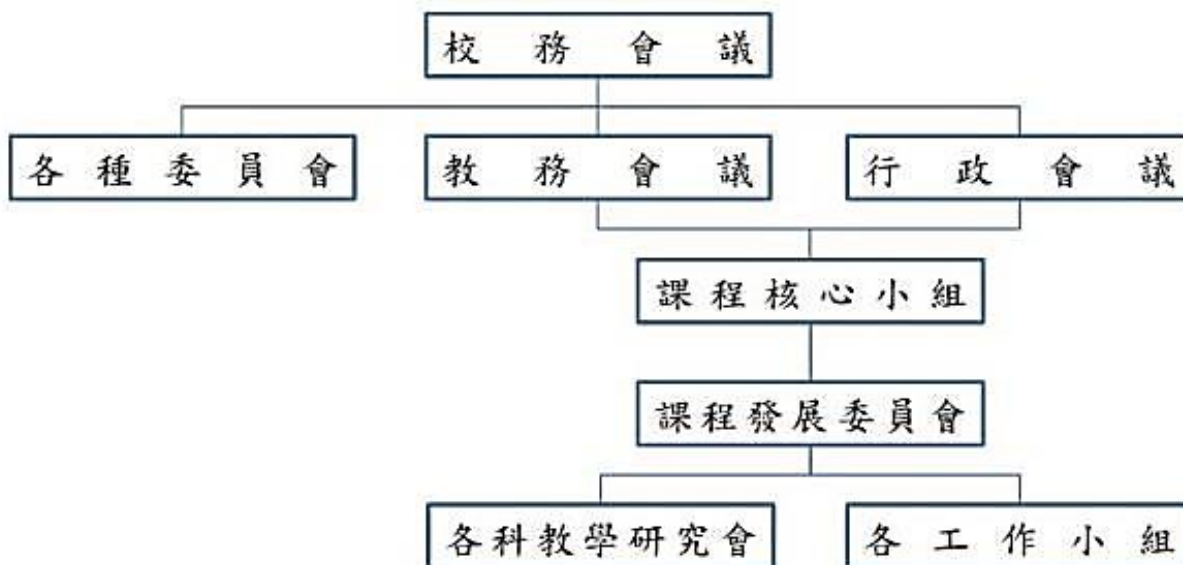 校務會議
各種委員會
教務會議
行政會議
課程核心小組
課程發展委員會
各科教學研究會
各工作小組